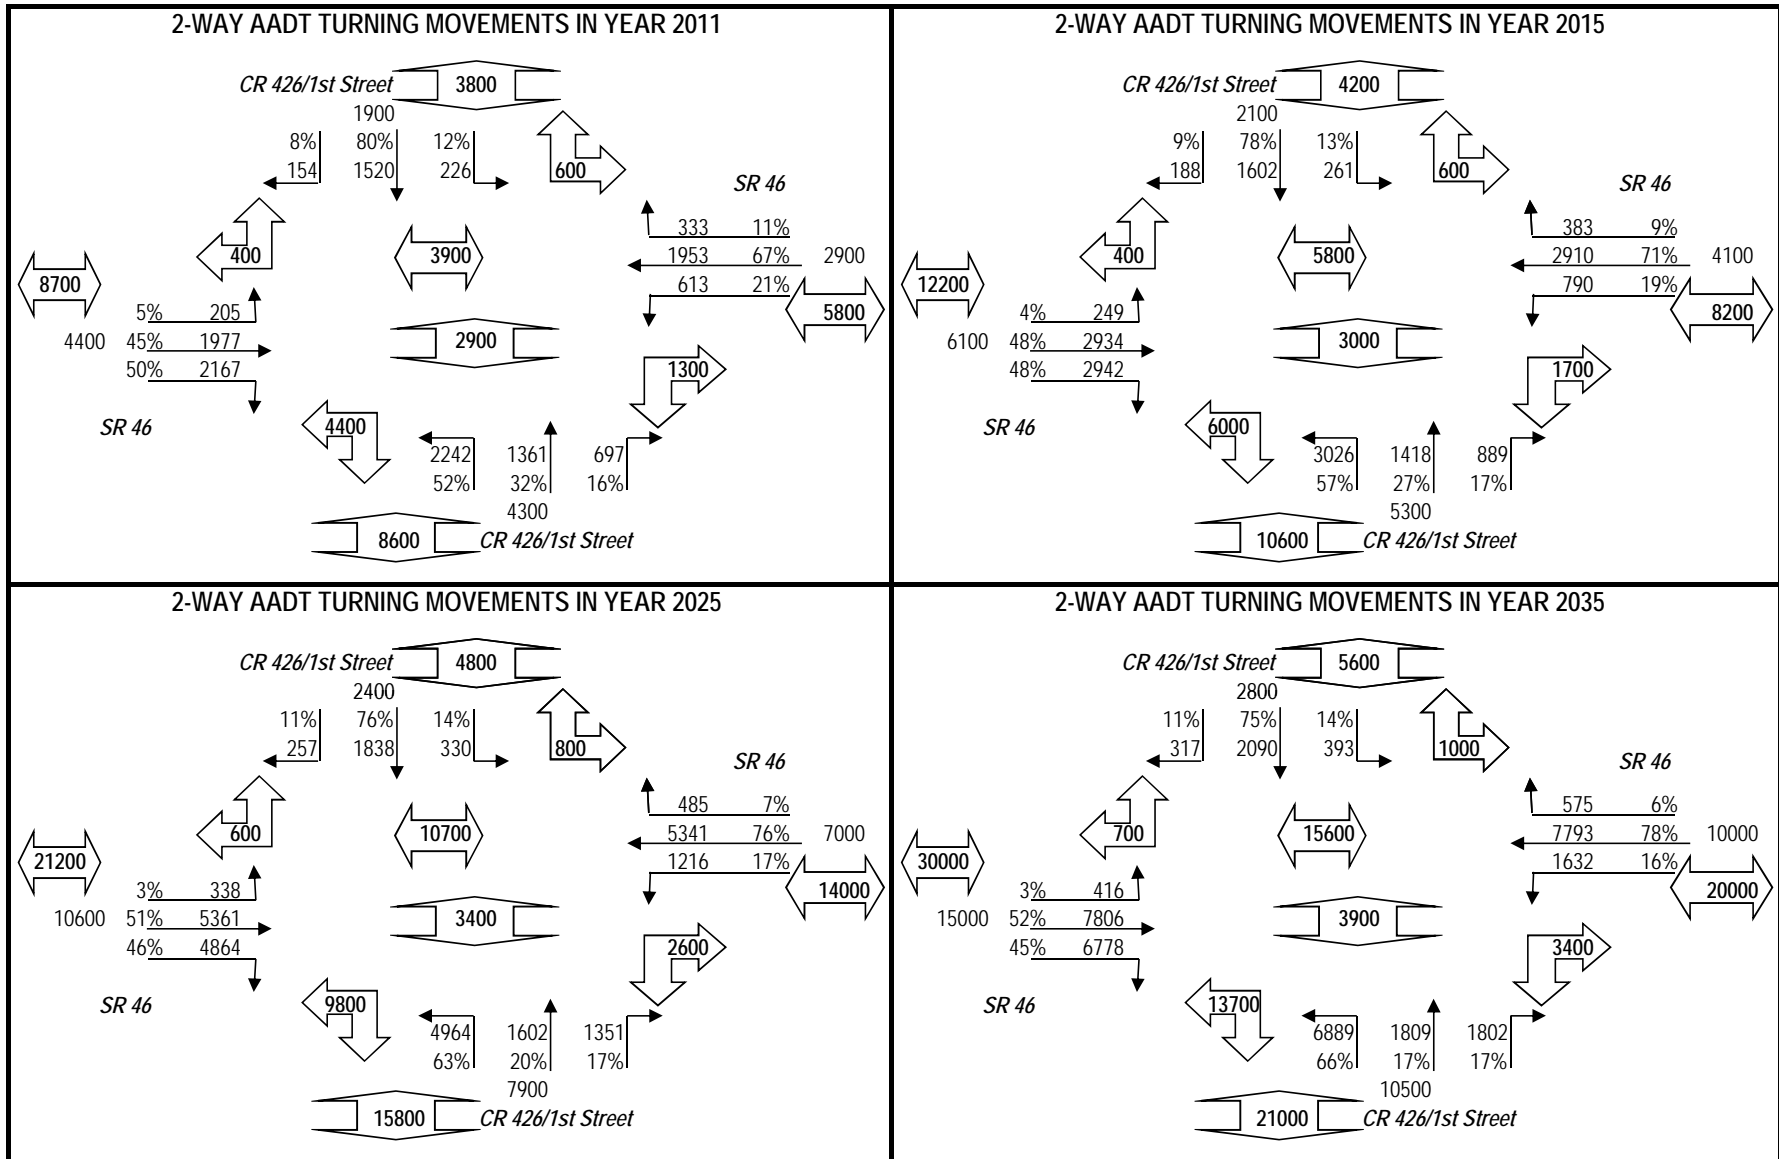 2-WAY AADT TURNING MOVEMENTS IN YEAR 2011
CR 426/1st Street 3800
1900
8% 80% 12%
154 1520 226 600
SR 46
333 11%
400 3900 1953 67% 2900
8700 613 21%
5% 205 5800
4400 45% 1977 2900
50% 2167 1300
SR 46 4400
2242 1361 697
52% 32% 16%
4300
8600 CR 426/1st Street
2-WAY AADT TURNING MOVEMENTS IN YEAR 2015
CR 426/1st Street 4200
2100
9% 78% 13%
188 1602 261 600
SR 46
383 9%
400 5800 2910 71% 4100
12200 790 19%
4% 249 8200
6100 48% 2934 3000
48% 2942 1700
SR 46 6000
3026 1418 889
57% 27% 17%
5300
10600 CR 426/1st Street
2-WAY AADT TURNING MOVEMENTS IN YEAR 2025
CR 426/1st Street 4800
2400
11% 76% 14%
257 1838 330 800
SR 46
485 7%
600 10700 5341 76% 7000
21200 1216 17%
3% 338 14000
10600 51% 5361 3400
46% 4864 2600
SR 46 9800
4964 1602 1351
63% 20% 17%
7900
15800 CR 426/1st Street
2-WAY AADT TURNING MOVEMENTS IN YEAR 2035
CR 426/1st Street 5600
2800
11% 75% 14%
317 2090 393 1000
SR 46
575 6%
700 15600 7793 78% 10000
30000 1632 16%
3% 416 20000
15000 52% 7806 3900
45% 6778 3400
SR 46 13700
6889 1809 1802
66% 17% 17%
10500
21000 CR 426/1st Street